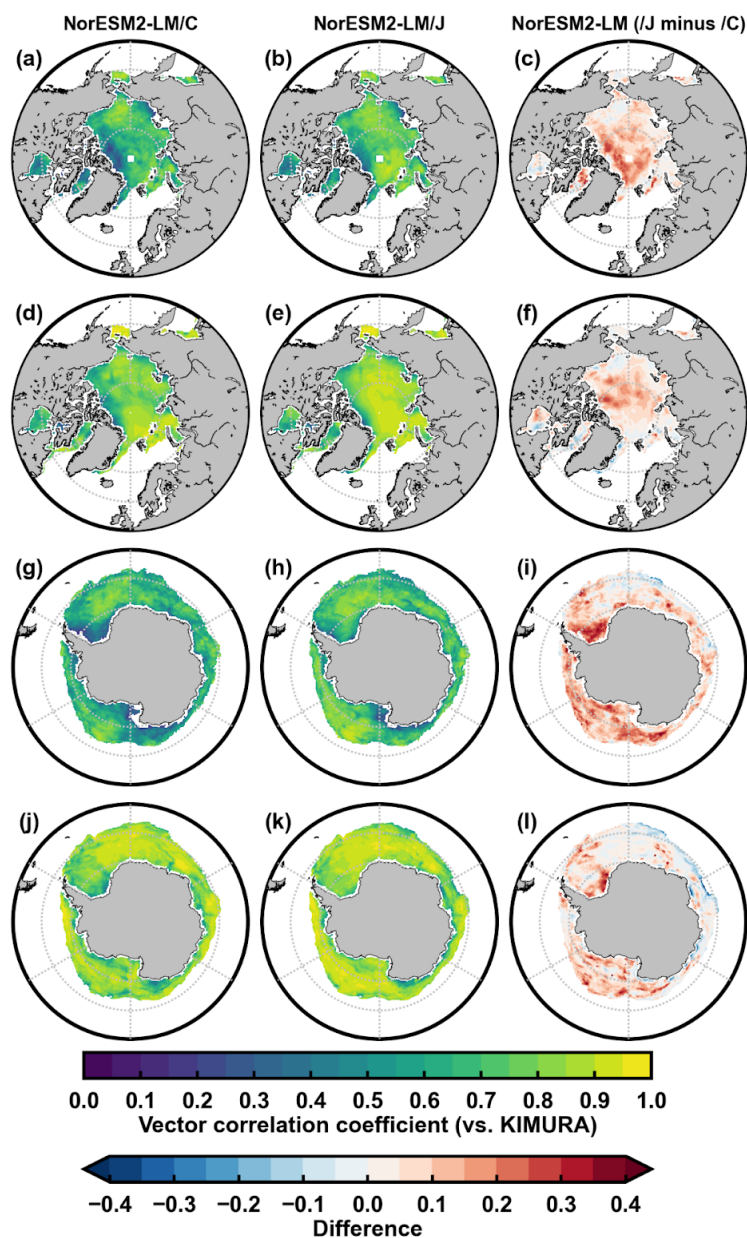 NorESM2-LM/C NorESM2-LM/J NorESM2-LM (/J minus /C)
(a) (b) (c)
(d) (e) (f)
(g) (h) (i)
(j) (k) (l)
0.0 0.1 0.2 0.3 0.4 0.5 0.6 0.7 0.8 0.9 1.0
Vector correlation coefficient (vs. KIMURA)
−0.4 −0.3 −0.2 −0.1 0.0 0.1 0.2 0.3 0.4
Difference